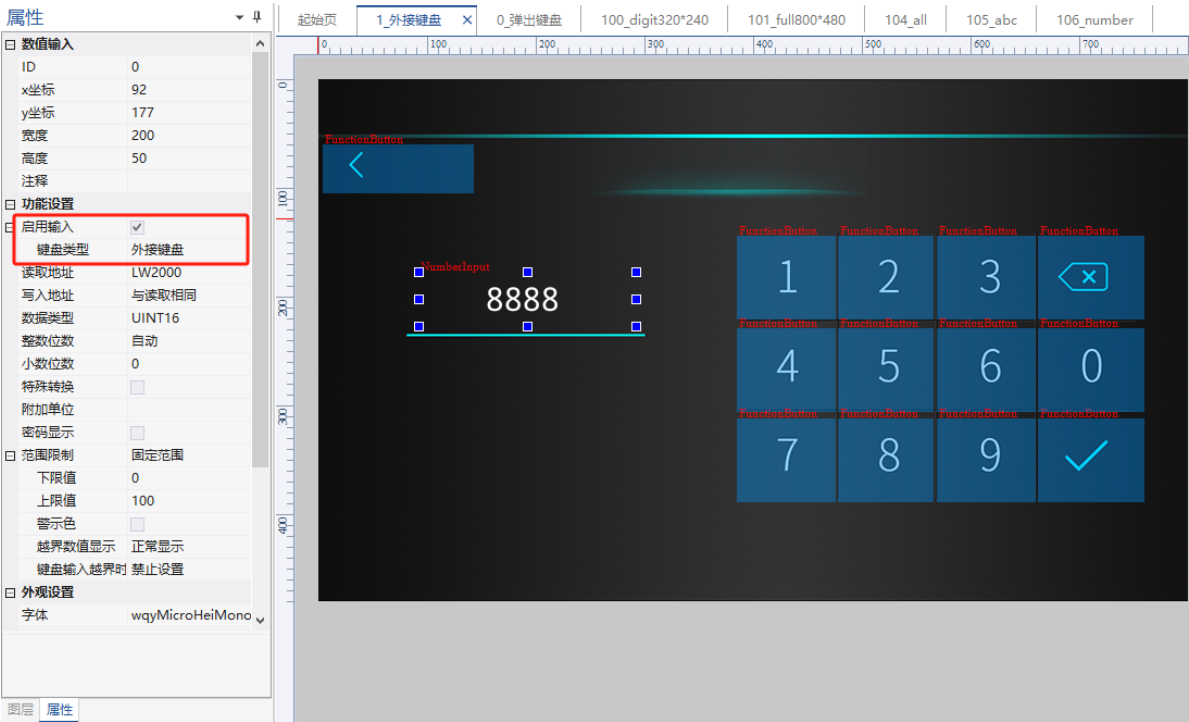 属性
数值输入
ID 0
x坐标 92
y坐标 177
宽度 200
高度 50
注释
功能设置
启用输入
键盘类型 外接键盘
读取地址 LW2000
写入地址 与读取相同
数据类型 UINT16
整数位数 自动
小数位数 0
特殊转换
附加单位
密码显示
范围限制 固定范围
下限值 0
上限值 100
警示色
越界数值显示 正常显示
键盘输入越界时 禁止设置
外观设置
字体 wqyMicroHeiMono
图层 属性
起始页 1_外接键盘 0_弹出键盘 100_digit320*240 101_full800*480 104_all 105_abc 106_number
0 100 200 300 400 500 600 700
0
100
200
300
400
FunctionButton
NumberInput
8888
FunctionButton FunctionButton FunctionButton FunctionButton
1 2 3
FunctionButton FunctionButton FunctionButton FunctionButton
4 5 6 0
FunctionButton FunctionButton FunctionButton FunctionButton
7 8 9